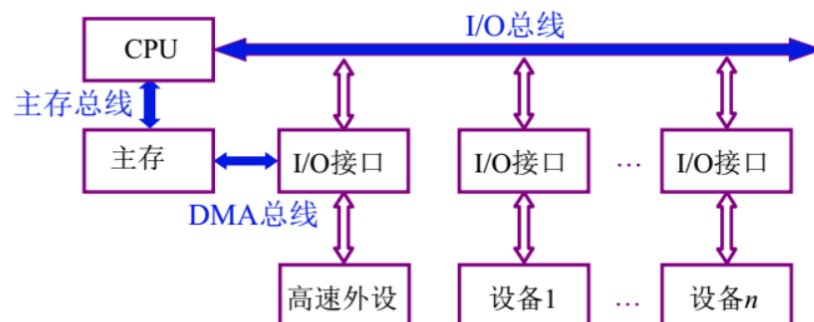 I/O总线
CPU
主存总线
主存
I/O接口
I/O接口
…
I/O接口
DMA总线
高速外设
设备1
…
设备n